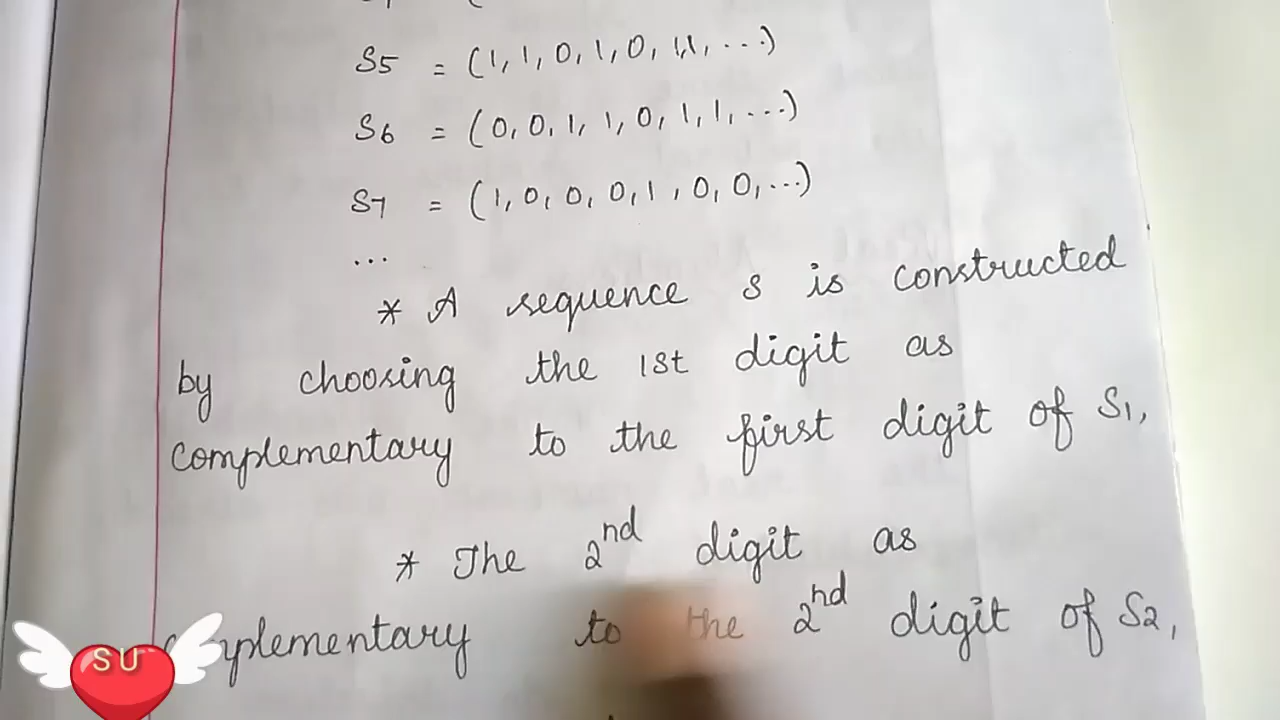 S5 = (1, 1, 0, 1, 0, 1, 1, ...)
S6 = (0, 0, 1, 1, 0, 1, 1, ...)
S7 = (1, 0, 0, 0, 1, 0, 0, ...)
...
* A sequence s is constructed
by choosing the 1st digit as
complementary to the first digit of S1,
* The 2nd digit as
complementary to the 2nd digit of S2,
S U